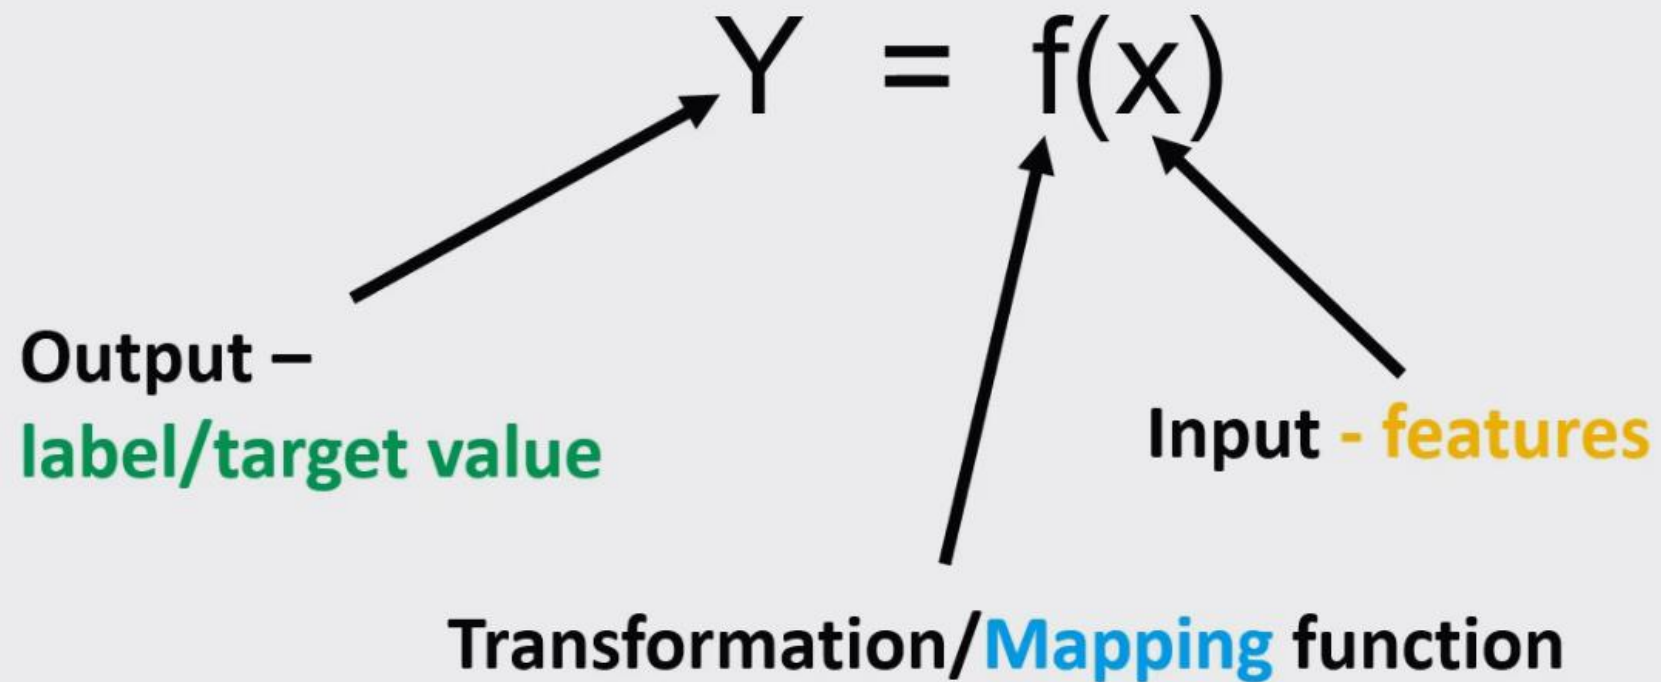 Y = f(x)
Output –
label/target value
Input - features
Transformation/Mapping function